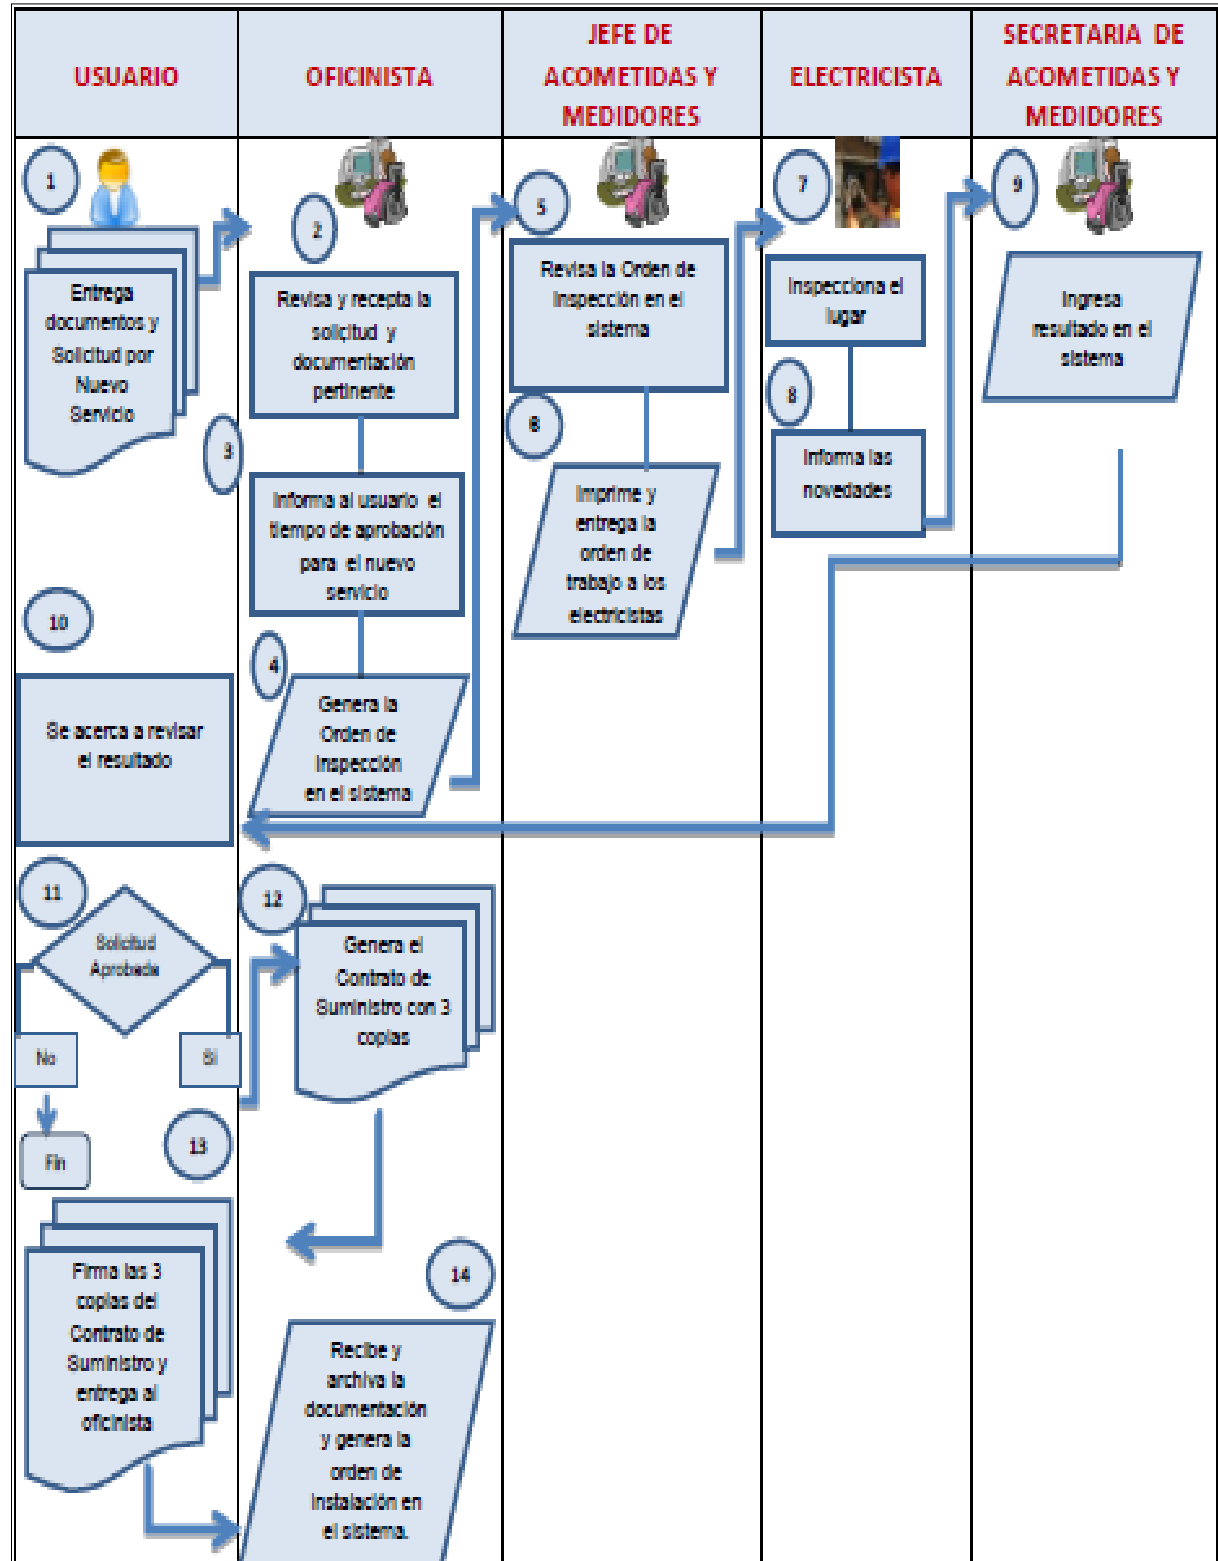 USUARIO
OFICINISTA
JEFE DE
ACOMETIDAS Y
MEDIDORES
ELECTRICISTA
SECRETARIA DE
ACOMETIDAS Y
MEDIDORES
1
Entrega
documentos y
Solicitud por
Nuevo
Servicio
2
Revisa y recepta la
solicitud y
documentación
pertinente
3
Informa al usuario el
tiempo de aprobación
para el nuevo
servicio
4
Genera la
Orden de
Inspección
en el sistema
5
Revisa la Orden de
Inspección en el
sistema
6
Imprime y
entrega la
orden de
trabajo a los
electricistas
7
Inspecciona el
lugar
8
Informa las
novedades
9
Ingresa
resultado en el
sistema
10
Se acerca a revisar
el resultado
11
Solicitud
Aprobada
No
Si
Fin
12
Genera el
Contrato de
Suministro con 3
copias
13
Firma las 3
copias del
Contrato de
Suministro y
entrega al
oficinista
14
Recibe y
archiva la
documentación
y genera la
orden de
instalación en
el sistema.